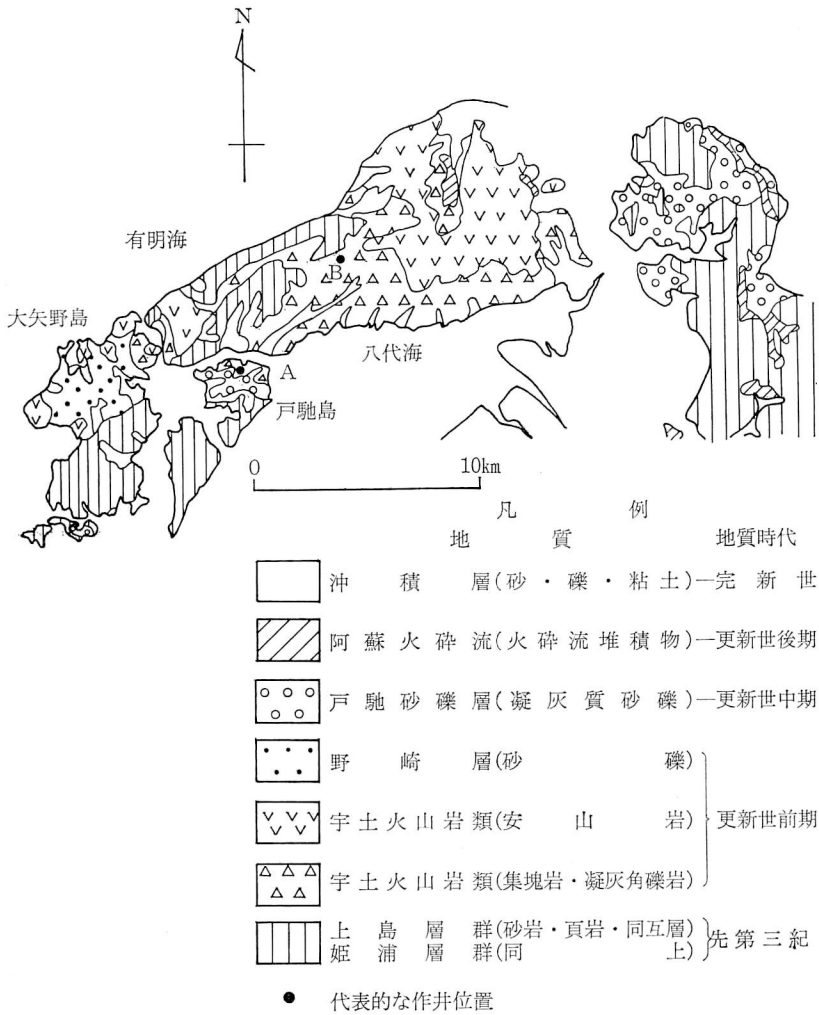 N
有明海
大矢野島
B
八代海
A
戸馳島
0 10km
凡例
地質 地質時代
沖積層(砂・礫・粘土)―完新世
阿蘇火砕流(火砕流堆積物)―更新世後期
戸馳砂礫層(凝灰質砂礫)―更新世中期
野崎層(砂礫)
宇土火山岩類(安山岩) 更新世前期
宇土火山岩類(集塊岩・凝灰角礫岩)
上島層群(砂岩・頁岩・同互層)
姫浦層群(同上) 先第三紀
● 代表的な作井位置